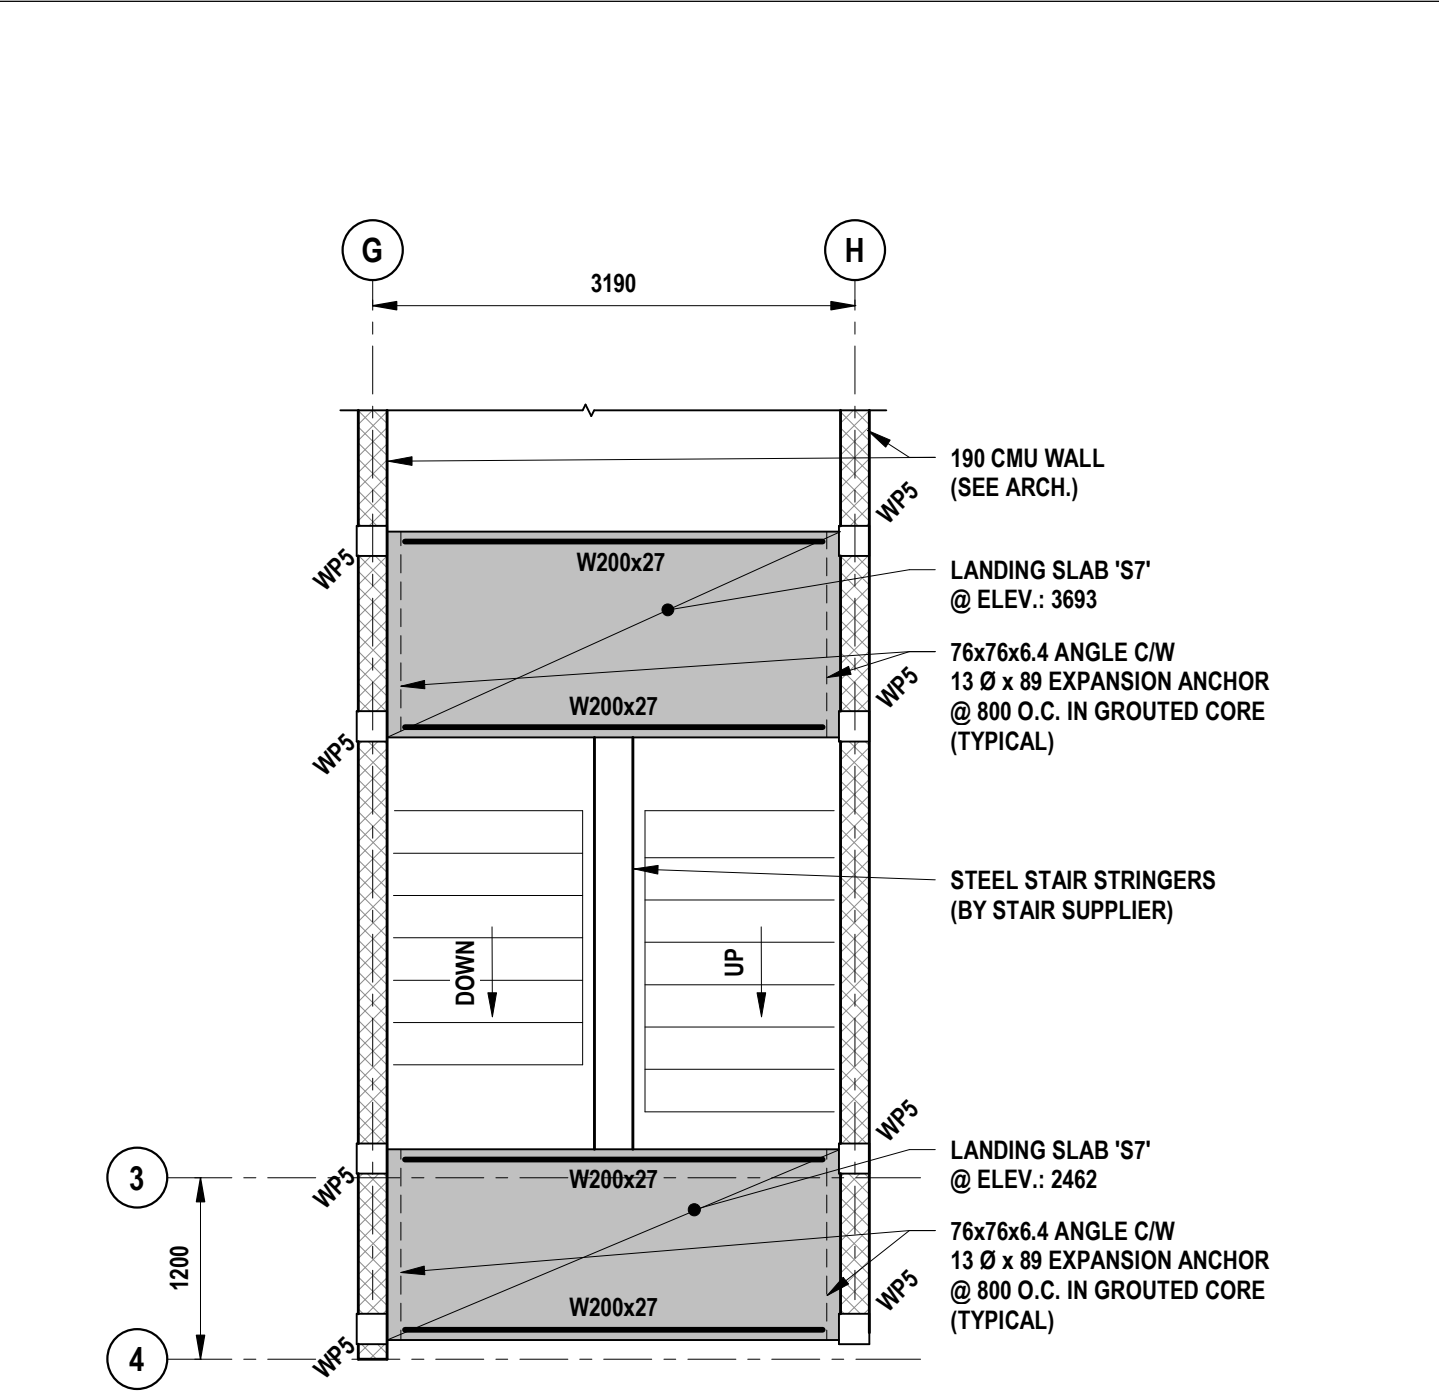 G
H
3190
190 CMU WALL
(SEE ARCH.)
WP5
WP5
W200x27
LANDING SLAB 'S7'
@ ELEV.: 3693
76x76x6.4 ANGLE C/W
13 Ø x 89 EXPANSION ANCHOR
@ 800 O.C. IN GROUTED CORE
(TYPICAL)
WP5
W200x27
WP5
STEEL STAIR STRINGERS
(BY STAIR SUPPLIER)
DOWN
UP
WP5
LANDING SLAB 'S7'
@ ELEV.: 2462
3
WP5
W200x27
76x76x6.4 ANGLE C/W
13 Ø x 89 EXPANSION ANCHOR
@ 800 O.C. IN GROUTED CORE
(TYPICAL)
1200
WP5
W200x27
4
WP5